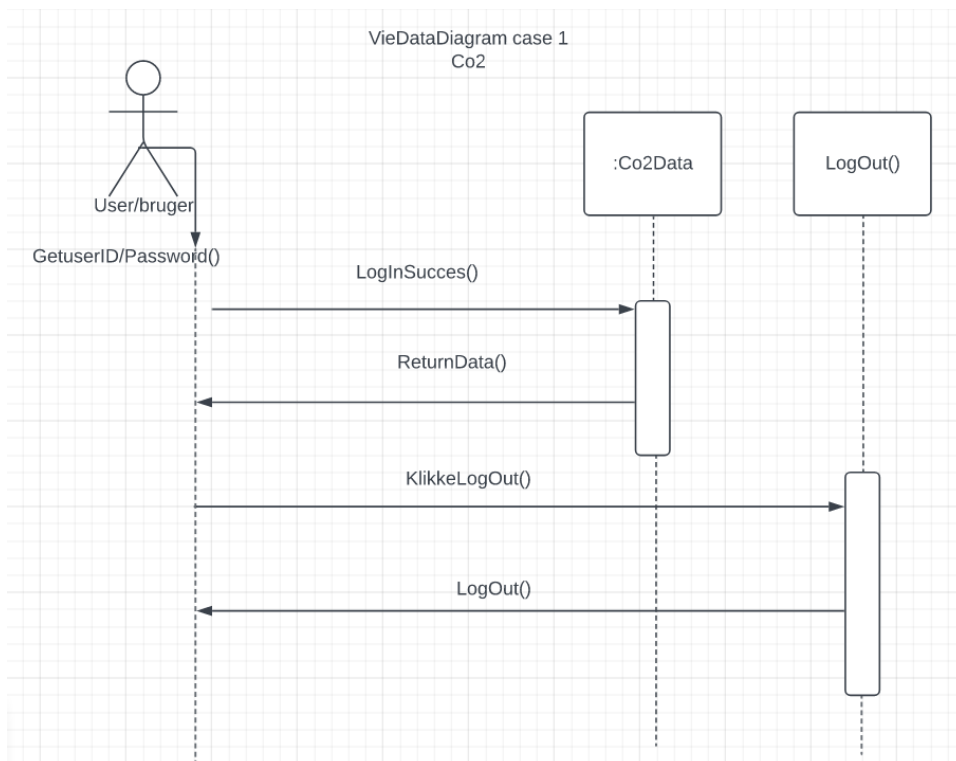 VieDataDiagram case 1
Co2
:Co2Data
LogOut()
User/bruger
GetuserID/Password()
LogInSucces()
ReturnData()
KlikkeLogOut()
LogOut()